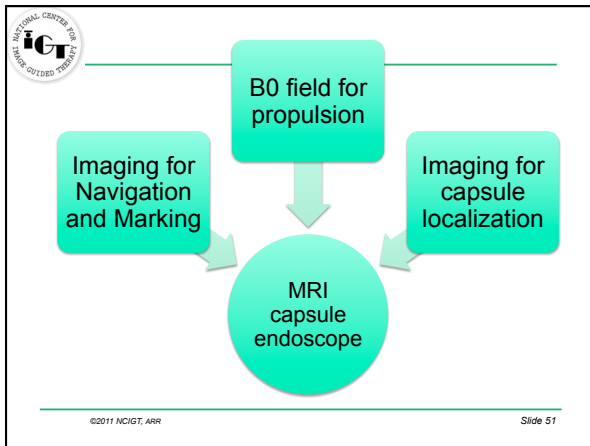 NATIONAL CENTER FOR
iGT
IMAGE GUIDED THERAPY
B0 field for
propulsion
Imaging for
Navigation
and Marking
Imaging for
capsule
localization
MRI
capsule
endoscope
©2011 NCIGT, ARR
Slide 51